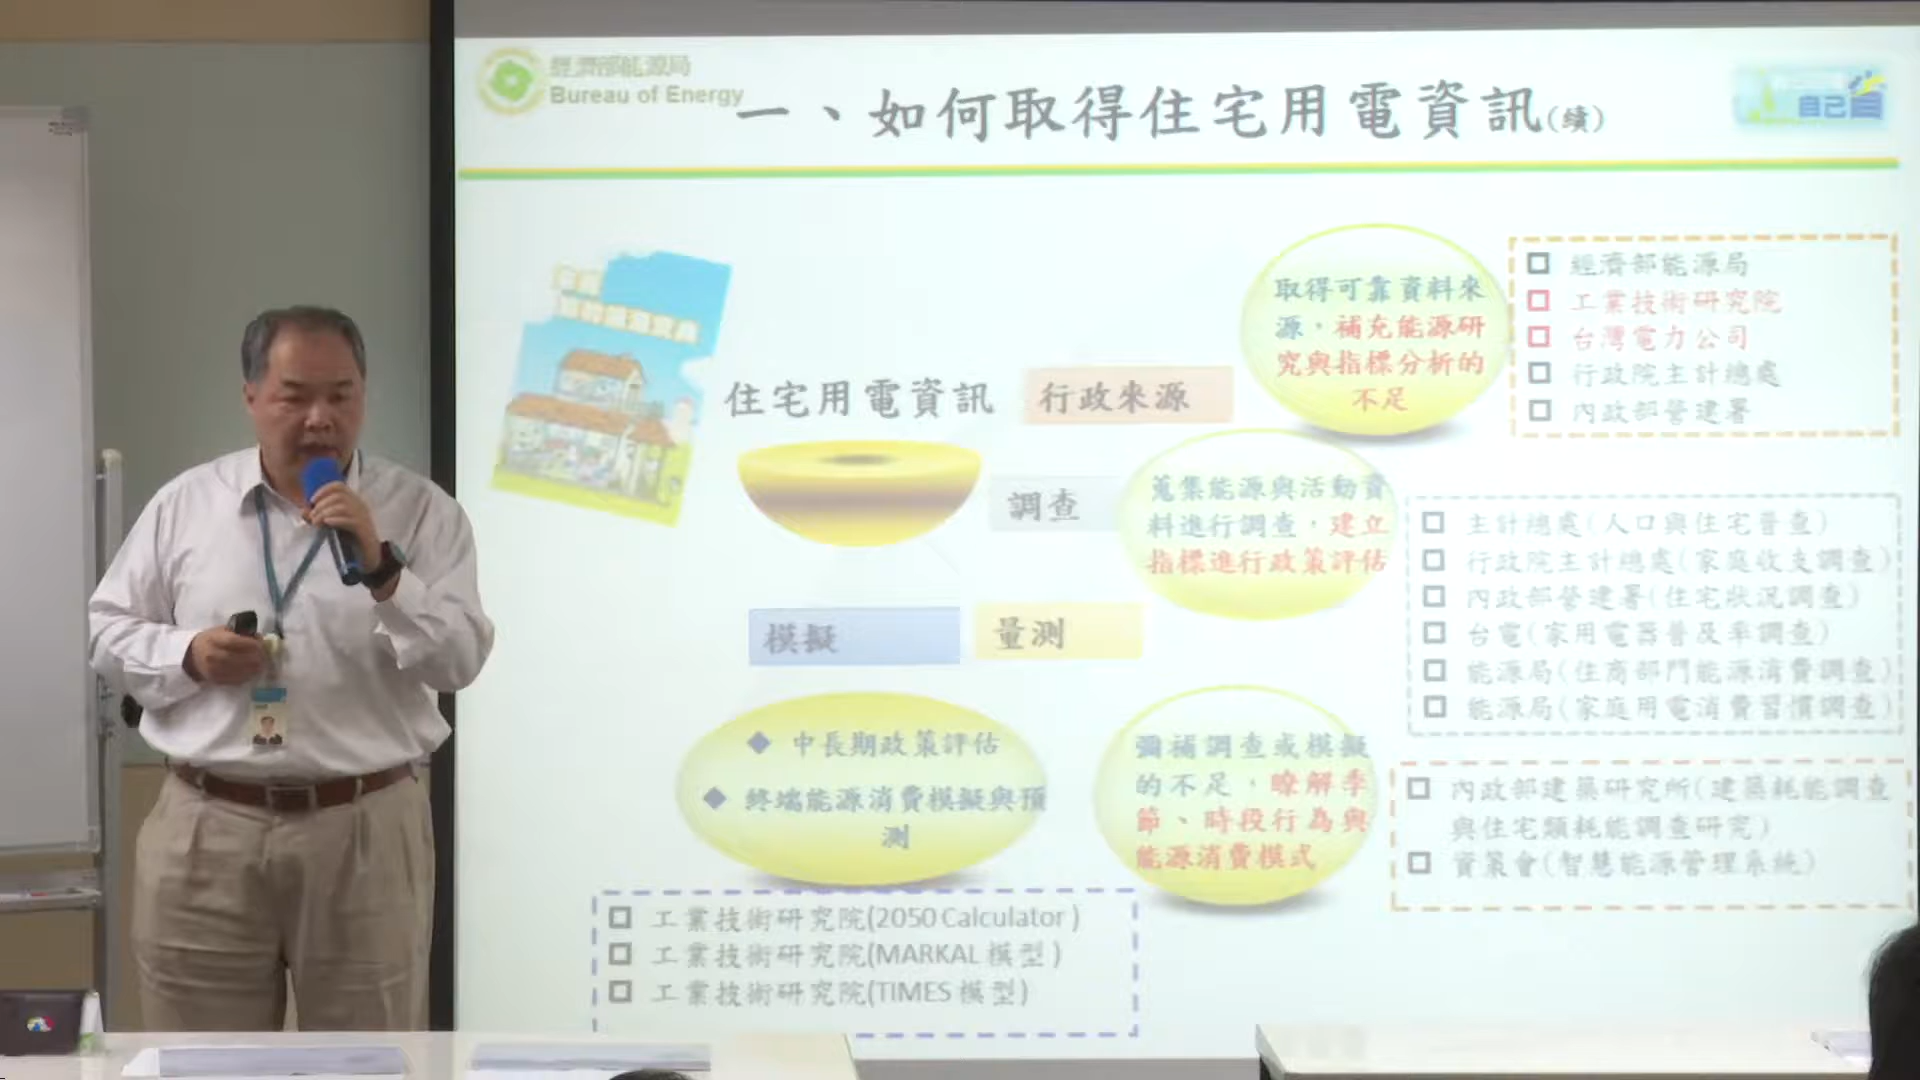 經濟部能源局
Bureau of Energy
一、如何取得住宅用電資訊(續)
自己
住宅用電資訊
行政來源
取得可靠資料來
源,補充能源研
究與指標分析的
不足
經濟部能源局
工業技術研究院
台灣電力公司
行政院主計總處
內政部營建署
調查
蒐集能源與活動資
料進行調查,建立
指標進行政策評估
主計總處(人口與住宅普查)
行政院主計總處(家庭收支調查)
內政部營建署(住宅狀況調查)
台電(家用電器普及率調查)
能源局(住商部門能源消費調查)
能源局(家庭用電消費習慣調查)
模擬
量測
中長期政策評估
終端能源消費模擬與預
測
彌補調查或模擬
的不足,瞭解季
節、時段行為與
能源消費模式
內政部建築研究所(建築耗能調查
與住宅類耗能調查研究)
資策會(智慧能源管理系統)
工業技術研究院(2050 Calculator )
工業技術研究院(MARKAL 模型 )
工業技術研究院(TIMES 模型)